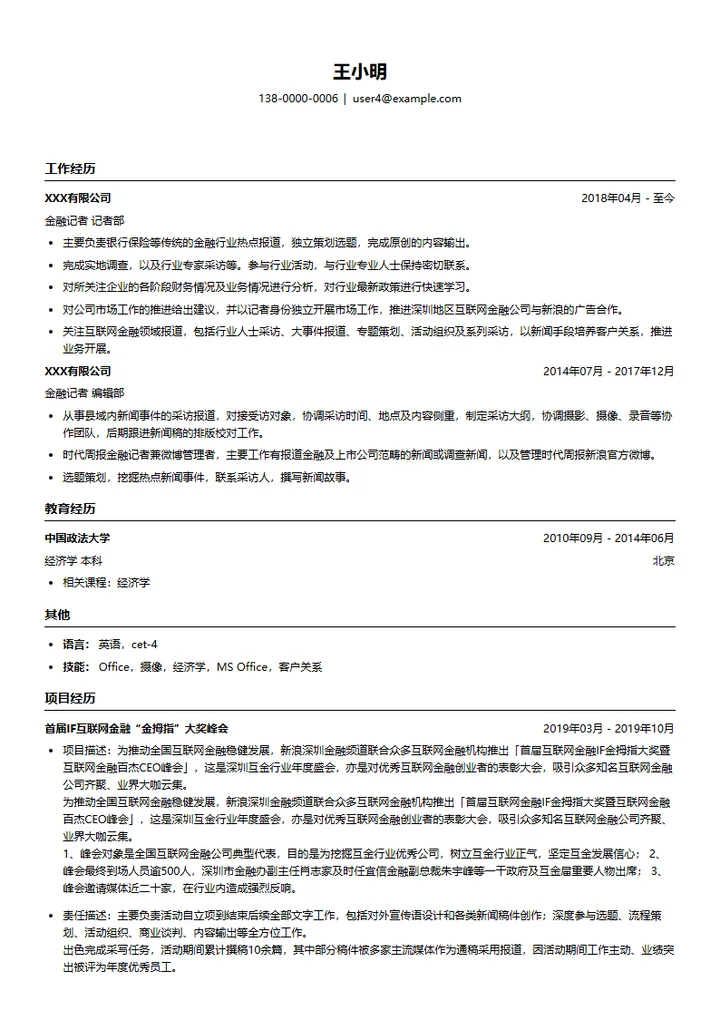 王小明
138-0000-0006 | user4@example.com
工作经历
XXX有限公司 2018年04月 - 至今
金融记者 记者部
• 主要负责银行保险等传统的金融行业热点报道，独立策划选题，完成原创的内容输出。
• 完成实地调查，以及行业专家采访等。参与行业活动，与行业专业人士保持密切联系。
• 对所关注企业的各阶段财务情况及业务情况进行分析，对行业最新政策进行快速学习。
• 对公司市场工作的推进给出建议，并以记者身份独立开展市场工作，推进深圳地区互联网金融公司与新浪的广告合作。
• 关注互联网金融领域报道，包括行业人士采访、大事件报道、专题策划、活动组织及系列采访，以新闻手段培养客户关系，推进
业务开展。
XXX有限公司 2014年07月 - 2017年12月
金融记者 编辑部
• 从事县域内新闻事件的采访报道，对接受访对象，协调采访时间、地点及内容侧重，制定采访大纲，协调摄影、摄像、录音等协
作团队，后期跟进新闻稿的排版校对工作。
• 时代周报金融记者兼微博管理者，主要工作有报道金融及上市公司范畴的新闻或调查新闻，以及管理时代周报新浪官方微博。
• 选题策划，挖掘热点新闻事件，联系采访人，撰写新闻故事。
教育经历
中国政法大学 2010年09月 - 2014年06月
经济学 本科 北京
• 相关课程：经济学
其他
• 语言： 英语，cet-4
• 技能： Office，摄像，经济学，MS Office，客户关系
项目经历
首届IF互联网金融“金拇指”大奖峰会 2019年03月 - 2019年10月
• 项目描述：为推动全国互联网金融稳健发展，新浪深圳金融频道联合众多互联网金融机构推出「首届互联网金融IF金拇指大奖暨
互联网金融百杰CEO峰会」，这是深圳互金行业年度盛会，亦是对优秀互联网金融创业者的表彰大会，吸引众多知名互联网金融
公司齐聚、业界大咖云集。
为推动全国互联网金融稳健发展，新浪深圳金融频道联合众多互联网金融机构推出「首届互联网金融IF金拇指大奖暨互联网金融
百杰CEO峰会」，这是深圳互金行业年度盛会，亦是对优秀互联网金融创业者的表彰大会，吸引众多知名互联网金融公司齐聚、
业界大咖云集。
1、峰会对象是全国互联网金融公司典型代表，目的是为挖掘互金行业优秀公司，树立互金行业正气，坚定互金发展信心； 2、
峰会最终到场人员逾500人，深圳市金融办副主任肖志家及时任宜信金融副总裁朱宇峰等一干政府及互金届重要人物出席； 3、
峰会邀请媒体近二十家，在行业内造成强烈反响。
• 责任描述：主要负责活动自立项到结束后续全部文字工作，包括对外宣传语设计和各类新闻稿件创作；深度参与选题、流程策
划、活动组织、商业谈判、内容输出等全方位工作。
出色完成采写任务，活动期间累计撰稿10余篇，其中部分稿件被多家主流媒体作为通稿采用报道，因活动期间工作主动、业绩突
出被评为年度优秀员工。